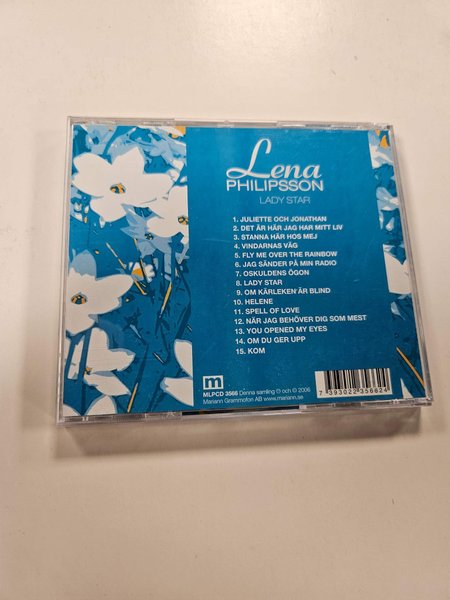 Lena
PHILIPSSON
LADY STAR
1. JULIETTE OCH JONATHAN
2. DET ÄR HÄR JAG HAR MITT LIV
3. STANNA HÄR HOS MEJ
4. VINDARNAS VÄG
5. FLY ME OVER THE RAINBOW
6. JAG SÄNDER PÅ MIN RADIO
7. OSKULDENS ÖGON
8. LADY STAR
9. OM KÄRLEKEN ÄR BLIND
10. HELENE
11. SPELL OF LOVE
12. NÄR JAG BEHÖVER DIG SOM MEST
13. YOU OPENED MY EYES
14. OM DU GER UPP
15. KOM
m
MLPCD 3566 Denna samling ℗ och © 2008
Mariann Grammofon AB www.mariann.se
7 393022 356624